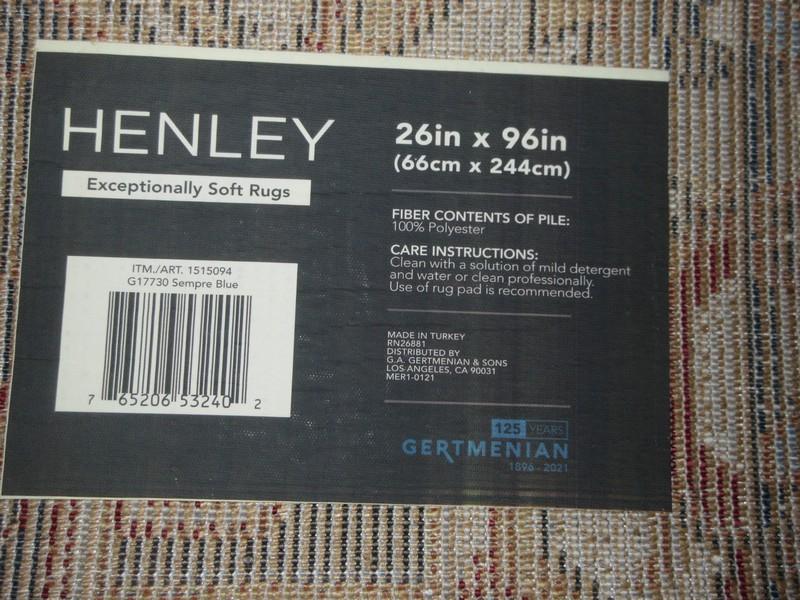 HENLEY
Exceptionally Soft Rugs
ITM./ART. 1515094
G17730 Sempre Blue
7 65206 53240 2
26in x 96in
(66cm x 244cm)
FIBER CONTENTS OF PILE:
100% Polyester
CARE INSTRUCTIONS:
Clean with a solution of mild detergent
and water or clean professionally.
Use of rug pad is recommended.
MADE IN TURKEY
RN26881
DISTRIBUTED BY
G.A. GERTMENIAN & SONS
LOS ANGELES, CA 90031
MER1-0121
125 YEARS
GERTMENIAN
1896 - 2021